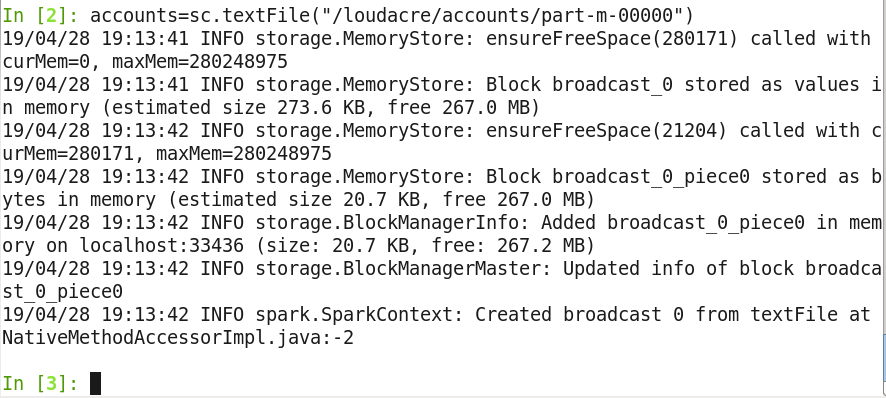 In [2]: accounts=sc.textFile("/loudacre/accounts/part-m-00000")
19/04/28 19:13:41 INFO storage.MemoryStore: ensureFreeSpace(280171) called with
curMem=0, maxMem=280248975
19/04/28 19:13:41 INFO storage.MemoryStore: Block broadcast_0 stored as values i
n memory (estimated size 273.6 KB, free 267.0 MB)
19/04/28 19:13:42 INFO storage.MemoryStore: ensureFreeSpace(21204) called with c
urMem=280171, maxMem=280248975
19/04/28 19:13:42 INFO storage.MemoryStore: Block broadcast_0_piece0 stored as b
ytes in memory (estimated size 20.7 KB, free 267.0 MB)
19/04/28 19:13:42 INFO storage.BlockManagerInfo: Added broadcast_0_piece0 in mem
ory on localhost:33436 (size: 20.7 KB, free: 267.2 MB)
19/04/28 19:13:42 INFO storage.BlockManagerMaster: Updated info of block broadca
st_0_piece0
19/04/28 19:13:42 INFO spark.SparkContext: Created broadcast 0 from textFile at
NativeMethodAccessorImpl.java:-2
In [3]: